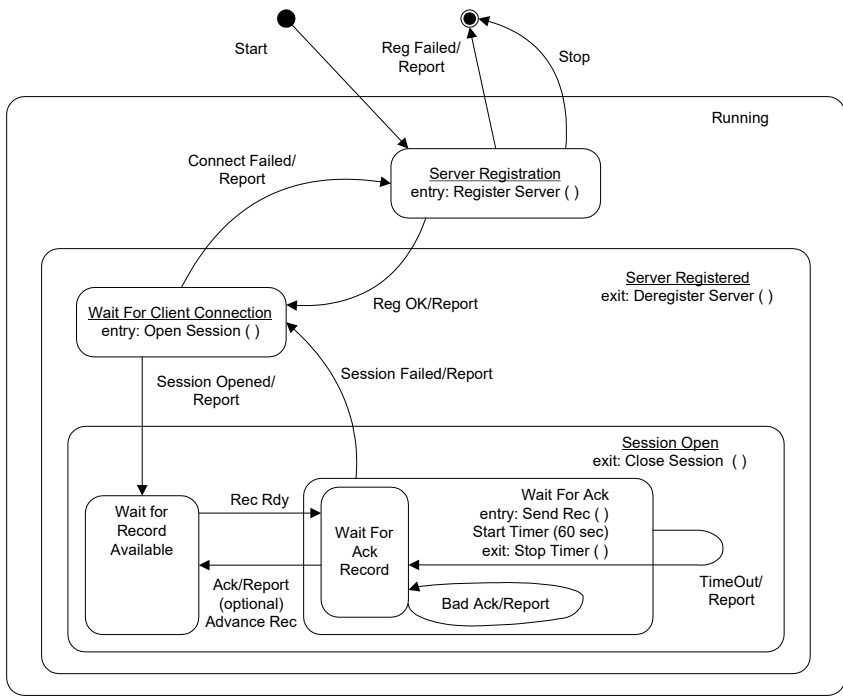 Start
Reg Failed/
Report
Stop
Running
Connect Failed/
Report
Server Registration
entry: Register Server ( )
Server Registered
exit: Deregister Server ( )
Wait For Client Connection
entry: Open Session ( )
Reg OK/Report
Session Opened/
Report
Session Failed/Report
Session Open
exit: Close Session  ( )
Wait for
Record
Available
Rec Rdy
Wait For
Ack
Record
Wait For Ack
entry: Send Rec ( )
Start Timer (60 sec)
exit: Stop Timer ( )
Ack/Report
(optional)
Advance Rec
Bad Ack/Report
TimeOut/
Report